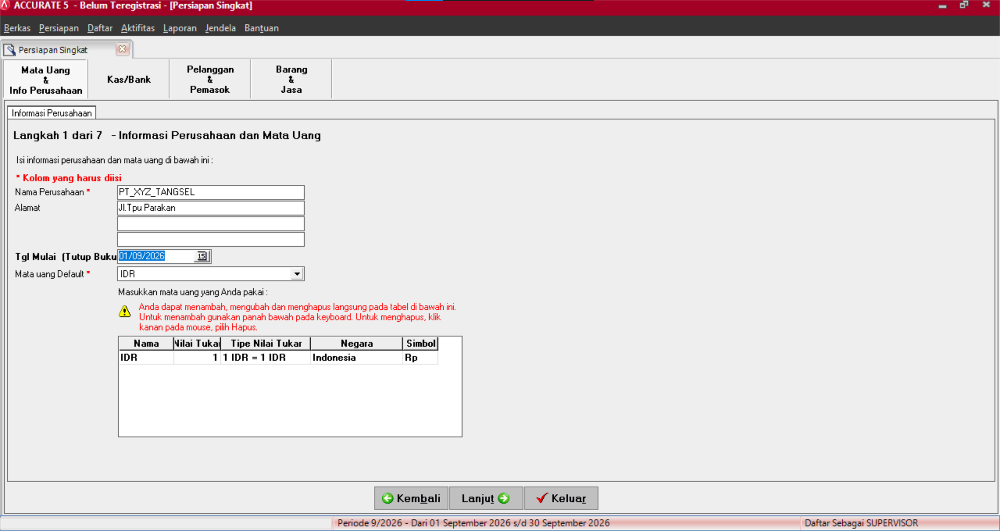 ACCURATE 5 - Belum Teregistrasi - [Persiapan Singkat]
Berkas Persiapan Daftar Aktifitas Laporan Jendela Bantuan
Persiapan Singkat
Mata Uang
&
Info Perusahaan
Kas/Bank
Pelanggan
&
Pemasok
Barang
&
Jasa
Informasi Perusahaan
Langkah 1 dari 7 - Informasi Perusahaan dan Mata Uang
Isi informasi perusahaan dan mata uang di bawah ini :
* Kolom yang harus diisi
Nama Perusahaan * PT_XYZ_TANGSEL
Alamat Jl.Tpu Parakan
Tgl Mulai (Tutup Buku 01/09/2026 15
Mata uang Default * IDR
Masukkan mata uang yang Anda pakai :
Anda dapat menambah, mengubah dan menghapus langsung pada tabel di bawah ini.
Untuk menambah gunakan panah bawah pada keyboard. Untuk menghapus, klik
kanan pada mouse, pilih Hapus.
Nama Nilai Tukar Tipe Nilai Tukar Negara Simbol
IDR 1 1 IDR = 1 IDR Indonesia Rp
Kembali Lanjut Keluar
Periode 9/2026 - Dari 01 September 2026 s/d 30 September 2026 Daftar Sebagai SUPERVISOR